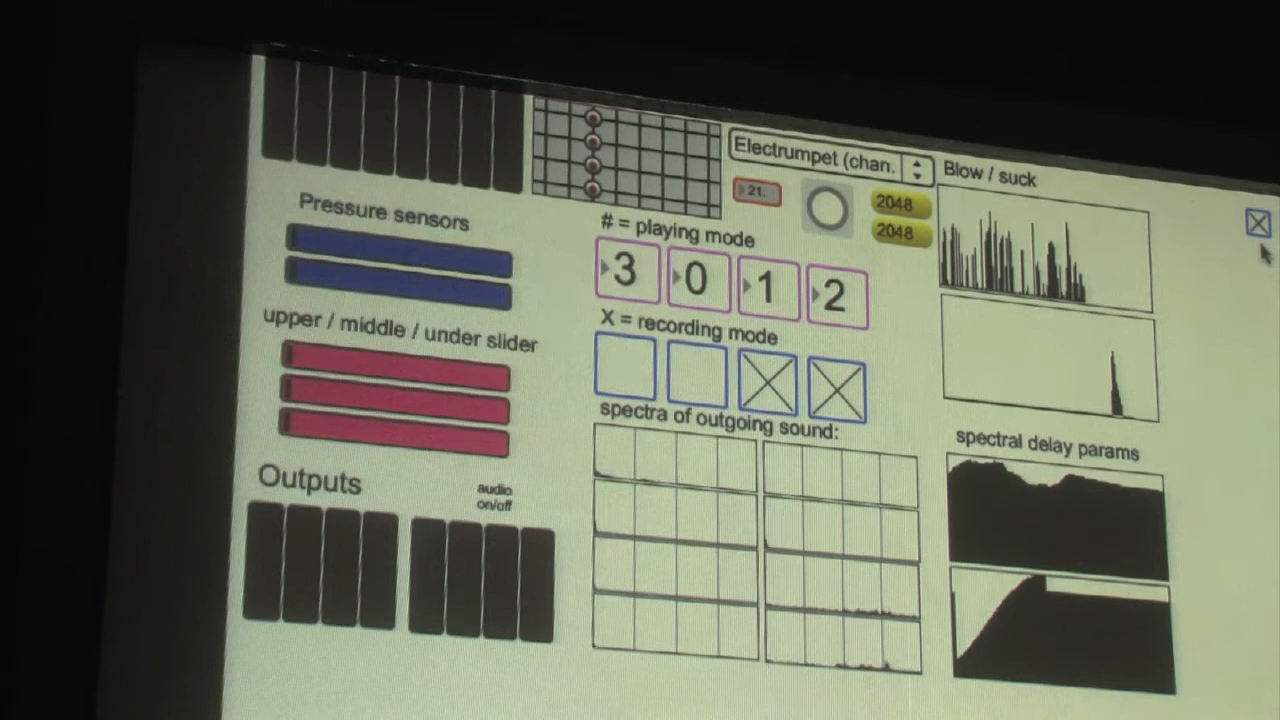 Electrumpet (chan.
Blow / suck
21.
2048
2048
Pressure sensors
# = playing mode
3 0 1 2
upper / middle / under slider
X = recording mode
spectra of outgoing sound:
spectral delay params
Outputs
audio
on/off